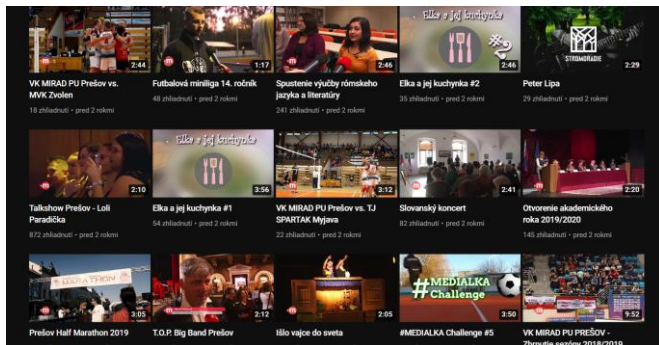 Elka a jej kuchynka
#2
STROMORADIE
2:44
1:17
2:45
2:46
2:29
VK MIRAD PU Prešov vs.
MVK Zvolen
18 zhliadnutí • pred 2 rokmi
Futbalová miniliga 14. ročník
48 zhliadnutí • pred 2 rokmi
Spustenie výučby rómskeho
jazyka a literatúry
241 zhliadnutí • pred 2 rokmi
Elka a jej kuchynka #2
35 zhliadnutí • pred 2 rokmi
Peter Lipa
29 zhliadnutí • pred 2 rokmi
Elka a jej kuchynka
2:10
3:56
3:12
2:41
2:20
Talkshow Prešov - Loli
Paradička
872 zhliadnutí • pred 2 rokmi
Elka a jej kuchynka #1
54 zhliadnutí • pred 2 rokmi
VK MIRAD PU Prešov vs. TJ
SPARTAK Myjava
22 zhliadnutí • pred 2 rokmi
Slovanský koncert
82 zhliadnutí • pred 2 rokmi
Otvorenie akademického
roka 2019/2020
145 zhliadnutí • pred 2 rokmi
MARATHON
#MEDIALKA
Challenge
3:05
2:12
2:05
3:50
9:52
Prešov Half Marathon 2019
T.O.P. Big Band Prešov
Išlo vajce do sveta
#MEDIALKA Challenge #5
VK MIRAD PU PREŠOV -
Zhrnutie sezóny 2018/2019